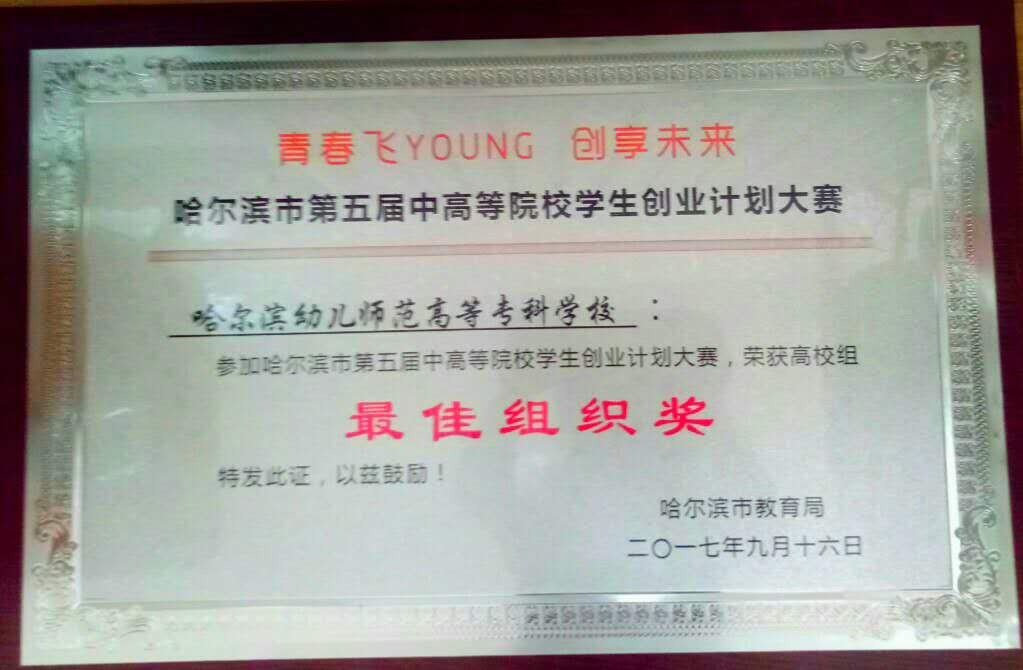 青春飞YOUNG 创享未来
哈尔滨市第五届中高等院校学生创业计划大赛
哈尔滨幼儿师范高等专科学校：
参加哈尔滨市第五届中高等院校学生创业计划大赛，荣获高校组
最佳组织奖
特发此证，以兹鼓励！
哈尔滨市教育局
二〇一七年九月十六日